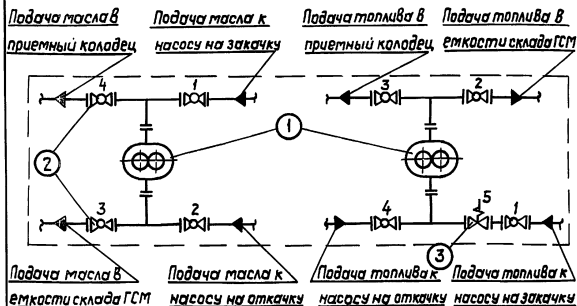 Подача масла в
приемный колодец
Подача масла к
насосу на закачку
Подача топлива в
приемный колодец
Подача топлива в
емкости склада ГСМ
4
1
3
2
1
2
3
2
4
5
1
3
Подача масла в
емкости склада ГСМ
Подача масла к
насосу на откачку
Подача топлива к
насосу на откачку
Подача топлива к
насосу на закачку